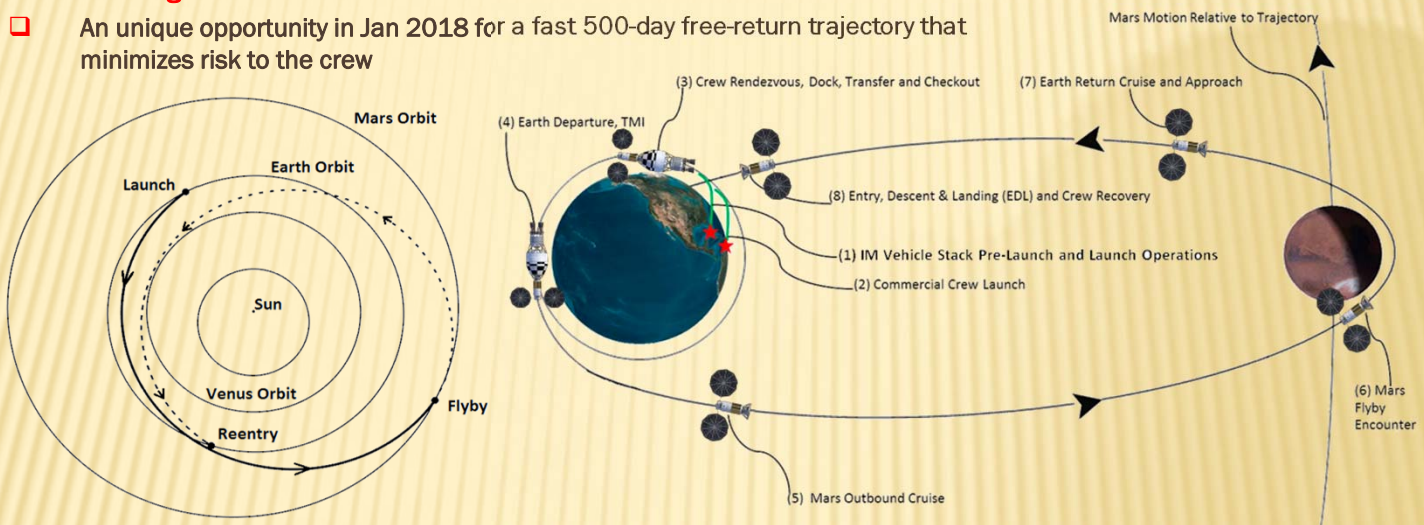 An unique opportunity in Jan 2018 for a fast 500-day free-return trajectory that
minimizes risk to the crew
Mars Orbit
Earth Orbit
Launch
Sun
Venus Orbit
Flyby
Reentry
Mars Motion Relative to Trajectory
(3) Crew Rendezvous, Dock, Transfer and Checkout
(7) Earth Return Cruise and Approach
(4) Earth Departure, TMI
(8) Entry, Descent & Landing (EDL) and Crew Recovery
(1) IM Vehicle Stack Pre-Launch and Launch Operations
(2) Commercial Crew Launch
(6) Mars
Flyby
Encounter
(5) Mars Outbound Cruise